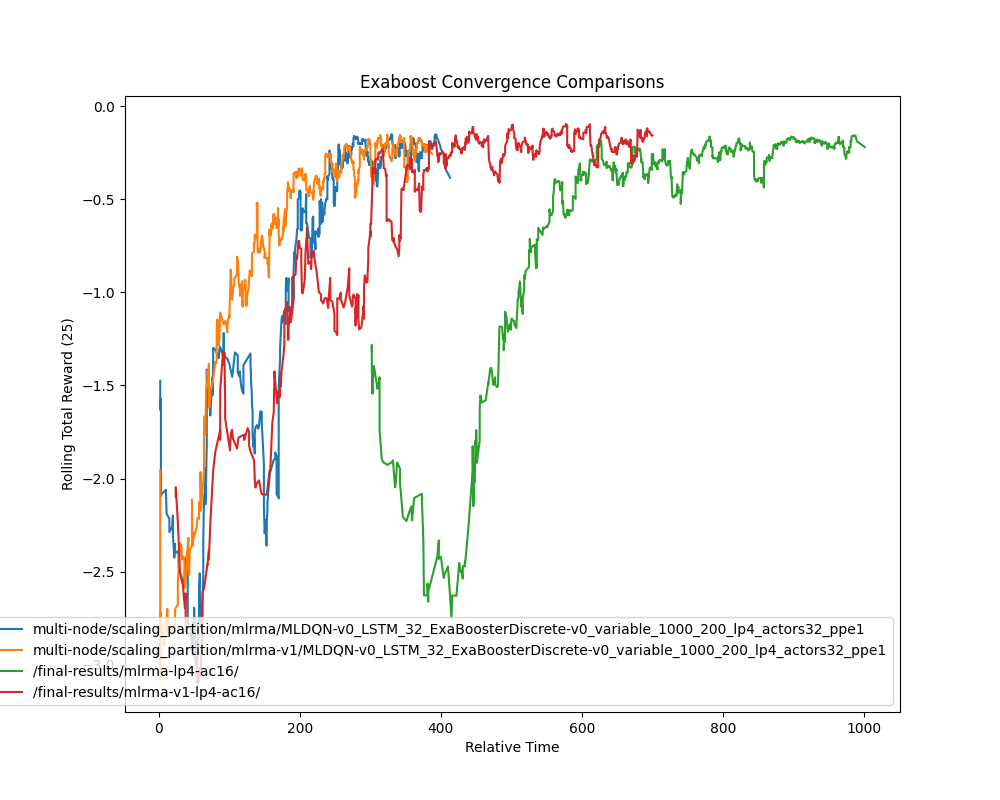 Exaboost Convergence Comparisons
0.0
−0.5
−1.0
−1.5
−2.0
−2.5
−3.0
Rolling Total Reward (25)
multi-node/scaling_partition/mlrma/MLDQN-v0_LSTM_32_ExaBoosterDiscrete-v0_variable_1000_200_lp4_actors32_ppe1
multi-node/scaling_partition/mlrma-v1/MLDQN-v0_LSTM_32_ExaBoosterDiscrete-v0_variable_1000_200_lp4_actors32_ppe1
/final-results/mlrma-lp4-ac16/
/final-results/mlrma-v1-lp4-ac16/
0 200 400 600 800 1000
Relative Time